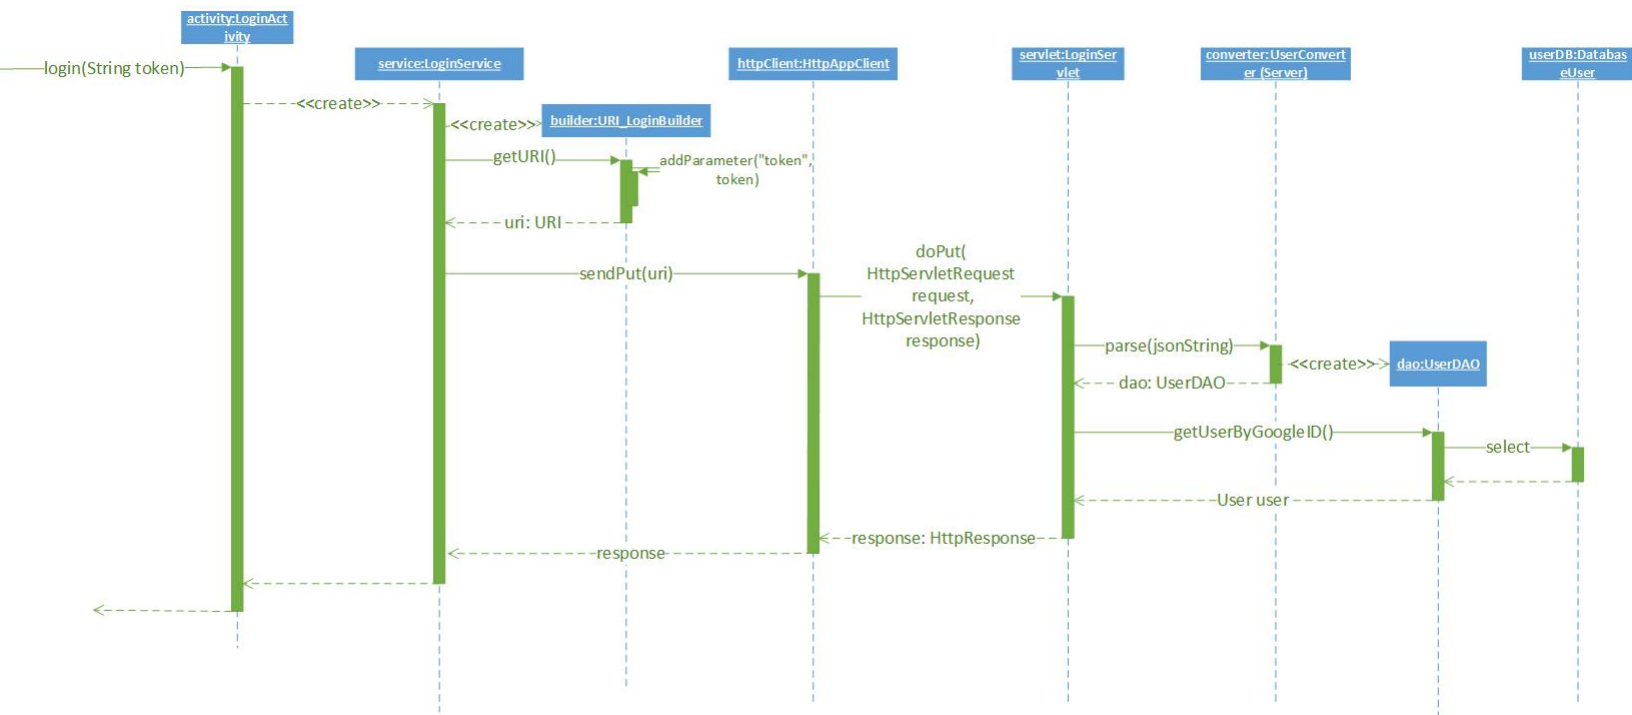 activity:LoginAct
ivity
service:LoginService
httpClient:HttpAppClient
servlet:LoginSer
vlet
converter:UserConvert
er (Server)
userDB:Databas
eUser
login(String token)
<<create>>
<<create>>
builder:URI_LoginBuilder
getURI()
addParameter("token",
token)
uri: URI
doPut(
HttpServletRequest
request,
HttpServletResponse
response)
sendPut(uri)
parse(jsonString)
<<create>>
dao:UserDAO
dao: UserDAO
getUserByGoogleID()
select
User user
response: HttpResponse
response